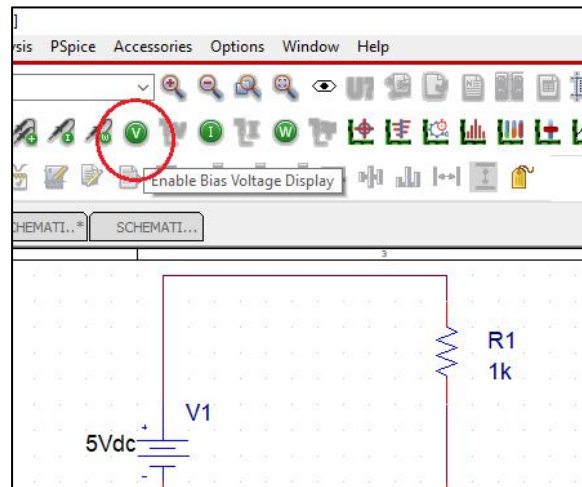 ]
ysis PSpice Accessories Options Window Help
U?
V I W
Enable Bias Voltage Display
CHEMATI..* SCHEMATI...
3
R1
1k
V1
+
5Vdc
-